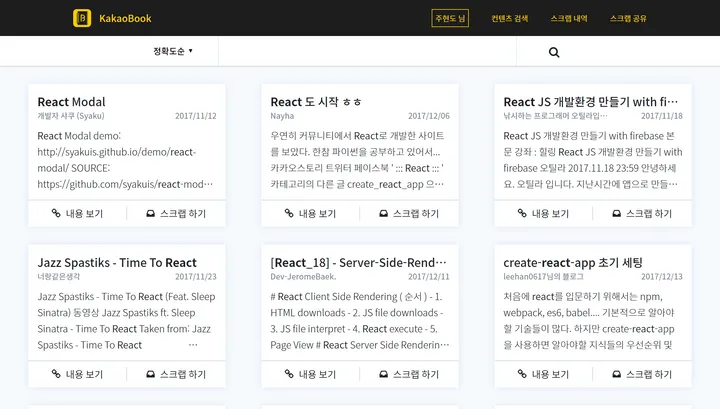 KakaoBook
주현도 님
컨텐츠 검색
스크랩 내역
스크랩 공유
정확도순 ▼
React Modal
개발자 샤쿠 (Syaku) 2017/11/12
React Modal demo:
http://syakuis.github.io/demo/react-
modal/ SOURCE:
https://github.com/syakuis/react-mod…
내용 보기
스크랩 하기
React 도 시작 ㅎㅎ
Nayha 2017/12/06
우연히 커뮤니티에서 React로 개발한 사이트
를 보았다. 한참 파이썬을 공부하고 있어서...
카카오스토리 트위터 페이스북 ' ::: React ::: '
카테고리의 다른 글 create_react_app 으…
내용 보기
스크랩 하기
React JS 개발환경 만들기 with fi…
낚시하는 프로그래머 오틸라입… 2017/11/18
React JS 개발환경 만들기 with firebase 본
문 강좌 : 힐링 React JS 개발환경 만들기 with
firebase 오틸라 2017.11.18 23:59 안녕하세
요. 오틸라 입니다. 지난시간에 앱으로 만들…
내용 보기
스크랩 하기
Jazz Spastiks - Time To React
너랑같은생각 2017/11/23
Jazz Spastiks - Time To React (Feat. Sleep
Sinatra) 동영상 Jazz Spastiks ft. Sleep
Sinatra - Time To React Taken from: Jazz
Spastiks - Time To React …
내용 보기
스크랩 하기
[React_18] - Server-Side-Rend…
Dev-JeromeBaek. 2017/12/11
# React Client Side Rendering ( 순서 ) - 1.
HTML downloads - 2. JS file downloads -
3. JS file interpret - 4. React execute - 5.
Page View # React Server Side Renderin…
내용 보기
스크랩 하기
create-react-app 초기 세팅
leehan0617님의 블로그 2017/12/13
처음에 react를 입문하기 위해서는 npm,
webpack, es6, babel.... 기본적으로 알아야
할 기술들이 많다. 하지만 create-react-app
을 사용하면 알아야할 지식들의 우선순위 및
내용 보기
스크랩 하기